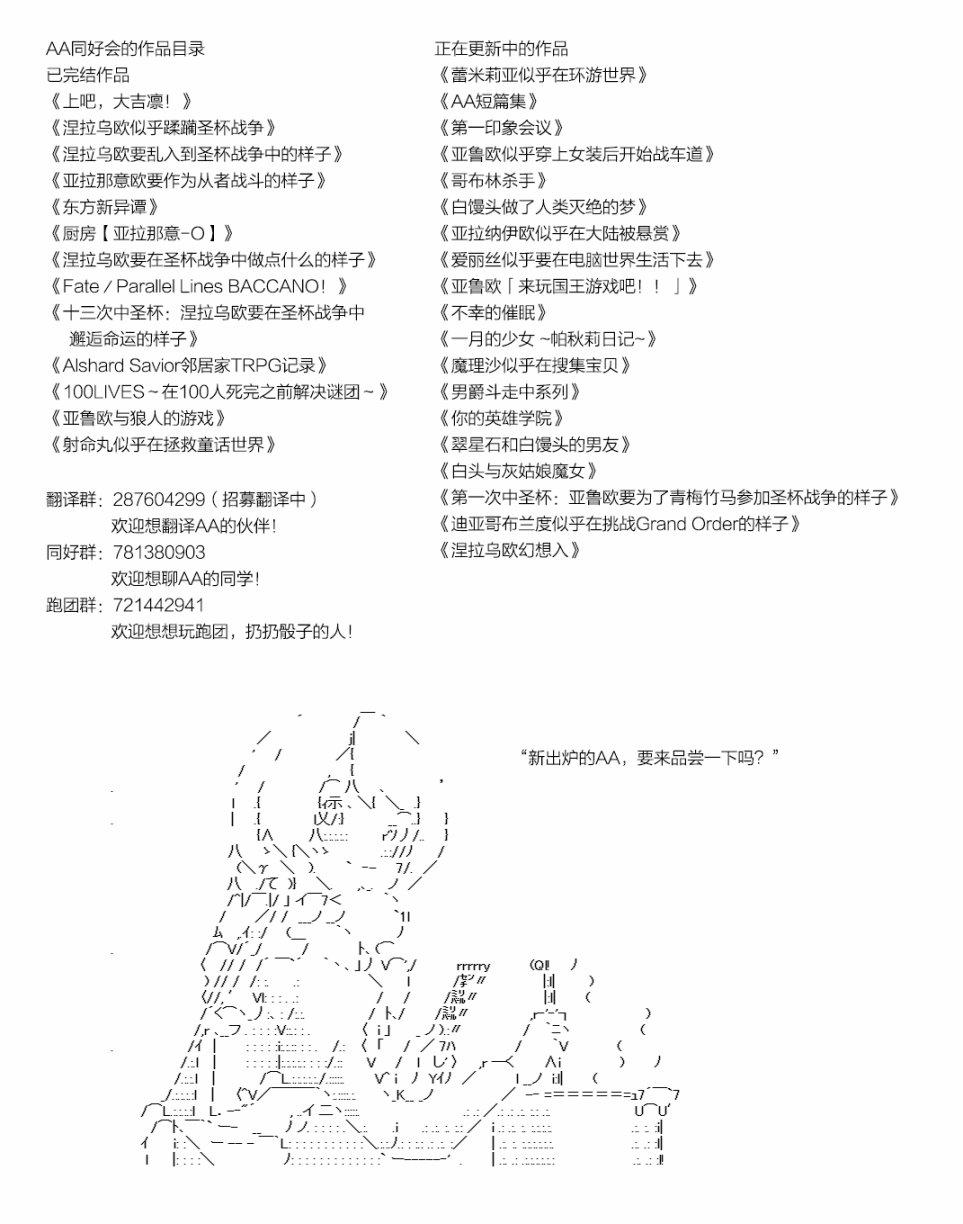 AA同好会的作品目录
已完结作品
《上吧，大吉凛！》
《涅拉乌欧似乎蹂躏圣杯战争》
《涅拉乌欧要乱入到圣杯战争中的样子》
《亚拉那意欧要作为从者战斗的样子》
《东方新异谭》
《厨房【亚拉那意-O】》
《涅拉乌欧要在圣杯战争中做点什么的样子》
《Fate / Parallel Lines BACCANO！》
《十三次中圣杯：涅拉乌欧要在圣杯战争中
邂逅命运的样子》
《Alshard Savior邻居家TRPG记录》
《100LIVES～在100人死完之前解决谜团～》
《亚鲁欧与狼人的游戏》
《射命丸似乎在拯救童话世界》
翻译群：287604299（招募翻译中）
欢迎想翻译AA的伙伴！
同好群：781380903
欢迎想聊AA的同学！
跑团群：721442941
欢迎想想玩跑团，扔扔骰子的人！
正在更新中的作品
《蕾米莉亚似乎在环游世界》
《AA短篇集》
《第一印象会议》
《亚鲁欧似乎穿上女装后开始战车道》
《哥布林杀手》
《白馒头做了人类灭绝的梦》
《亚拉纳伊欧似乎在大陆被悬赏》
《爱丽丝似乎要在电脑世界生活下去》
《亚鲁欧「来玩国王游戏吧！！」》
《不幸的催眠》
《一月的少女 ~帕秋莉日记~》
《魔理沙似乎在搜集宝贝》
《男爵斗走中系列》
《你的英雄学院》
《翠星石和白馒头的男友》
《白头与灰姑娘魔女》
《第一次中圣杯：亚鲁欧要为了青梅竹马参加圣杯战争的样子》
《迪亚哥布兰度似乎在挑战Grand Order的样子》
《涅拉乌欧幻想入》
“新出炉的AA，要来品尝一下吗？”